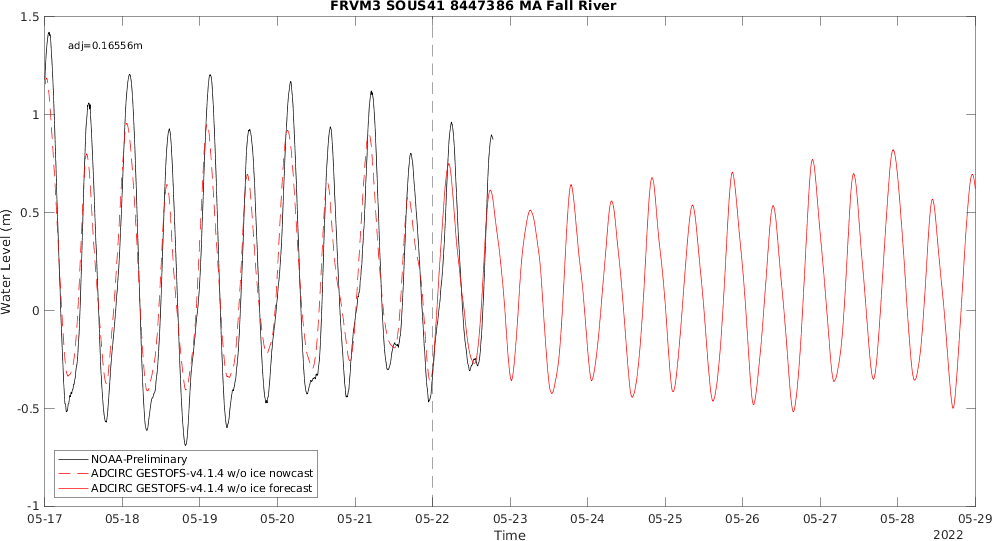 FRVM3 SOUS41 8447386 MA Fall River
adj=0.16556m
1.5
1
0.5
0
-0.5
-1
Water Level (m)
NOAA-Preliminary
ADCIRC GESTOFS-v4.1.4 w/o ice nowcast
ADCIRC GESTOFS-v4.1.4 w/o ice forecast
05-17 05-18 05-19 05-20 05-21 05-22 05-23 05-24 05-25 05-26 05-27 05-28 05-29
Time
2022